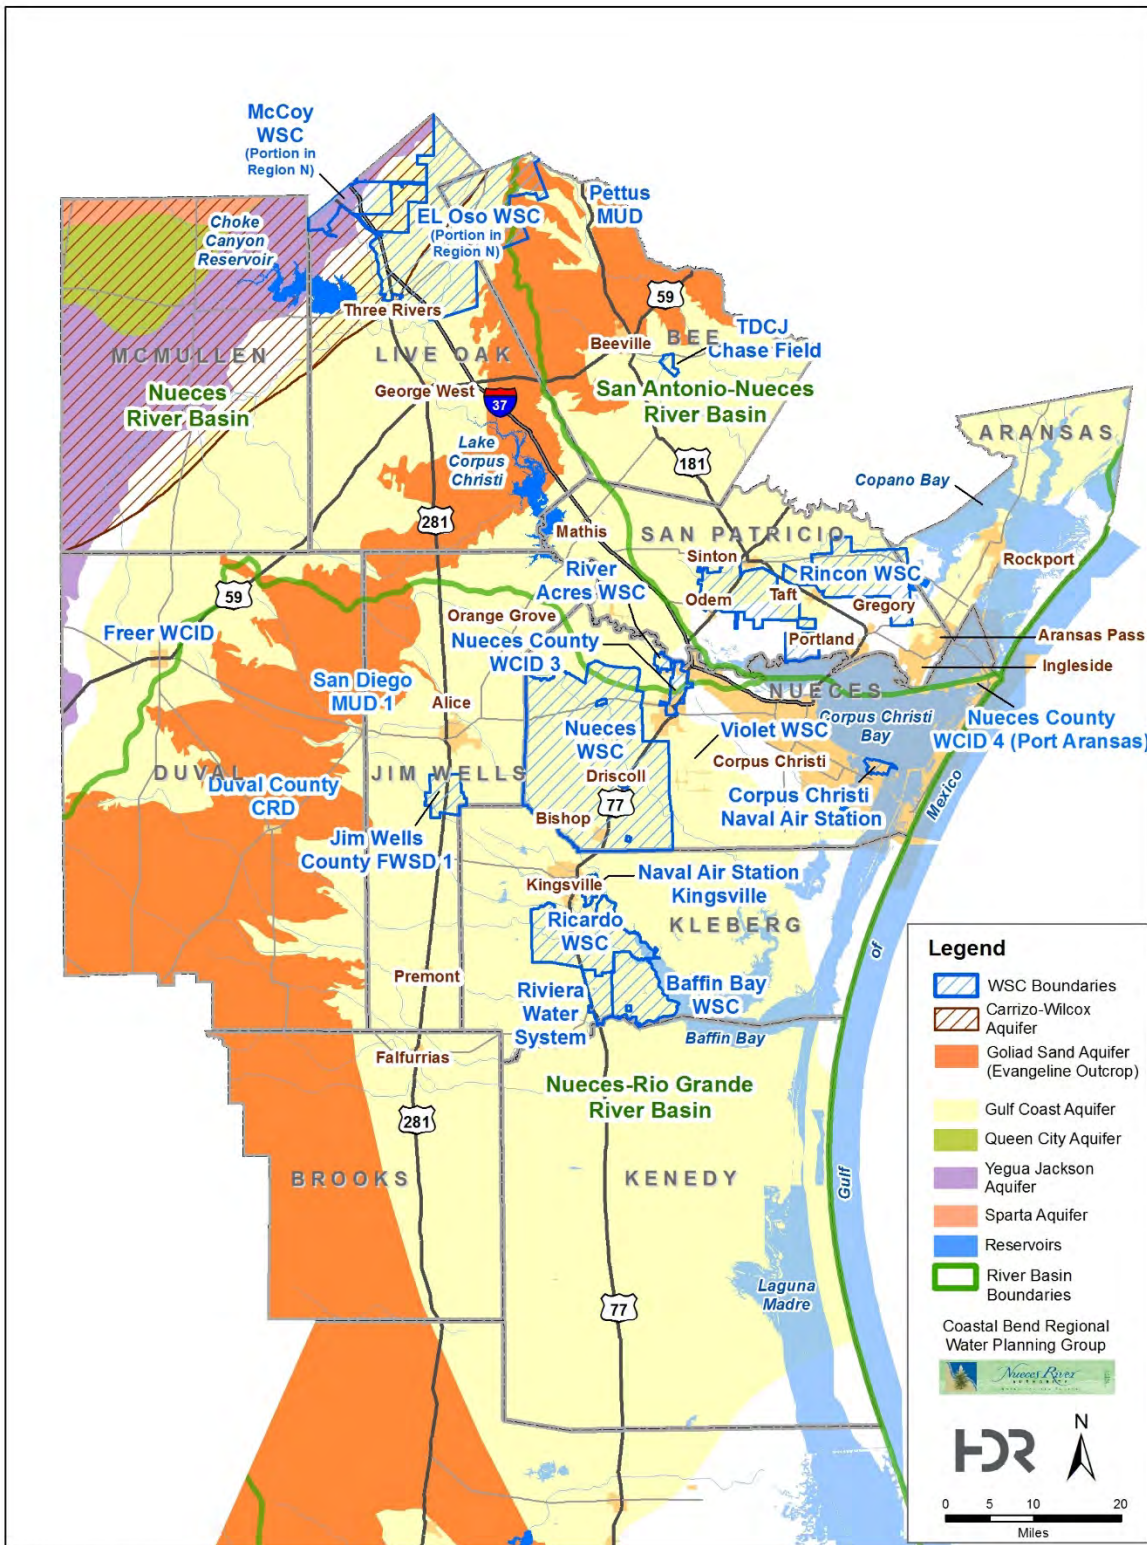 McCoy
WSC
(Portion in
Region N)
Choke
Canyon
Reservoir
EL Oso WSC
(Portion in
Region N)
Pettus
MUD
59
Three Rivers
TDCJ
Chase Field
BEE
Beeville
MCMULLEN
LIVE OAK
Nueces
River Basin
George West
37
San Antonio-Nueces
River Basin
ARANSAS
Lake
Corpus
Christi
181
Copano Bay
281
Mathis
SAN PATRICIO
Sinton
Rockport
59
River
Acres WSC
Rincon WSC
Odem
Taft
Gregory
Orange Grove
Freer WCID
Nueces County
WCID 3
Portland
Aransas Pass
Ingleside
San Diego
MUD 1
Alice
NUECES
Nueces
WSC
Violet WSC
Corpus Christi
Bay
Nueces County
WCID 4 (Port Aransas)
DUVAL
JIM WELLS
Corpus Christi
Driscoll
Duval County
CRD
77
Corpus Christi
Naval Air Station
Mexico
Bishop
Jim Wells
County FWSD 1
Kingsville
Naval Air Station
Kingsville
Ricardo
WSC
KLEBERG
of
Premont
Riviera
Water
System
Baffin Bay
WSC
Baffin Bay
Falfurrias
Nueces-Rio Grande
River Basin
281
BROOKS
KENEDY
Gulf
Laguna
Madre
77
Legend
WSC Boundaries
Carrizo-Wilcox
Aquifer
Goliad Sand Aquifer
(Evangeline Outcrop)
Gulf Coast Aquifer
Queen City Aquifer
Yegua Jackson
Aquifer
Sparta Aquifer
Reservoirs
River Basin
Boundaries
Coastal Bend Regional
Water Planning Group
Nueces River
AUTHORITY
HDR
N
0 5 10 20
Miles